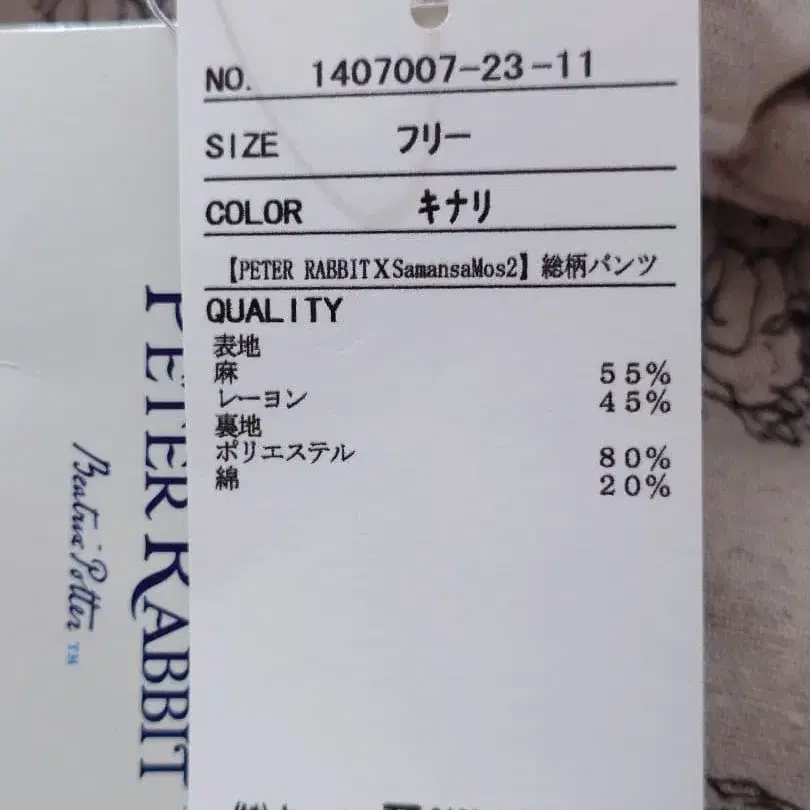 NO. 1407007-23-11
SIZE フリー
COLOR キナリ
【PETER RABBIT X SamansaMos2】総柄パンツ
QUALITY
表地
麻 55%
レーヨン 45%
裏地
ポリエステル 80%
綿 20%
PETER RABBIT
Beatrix Potter™